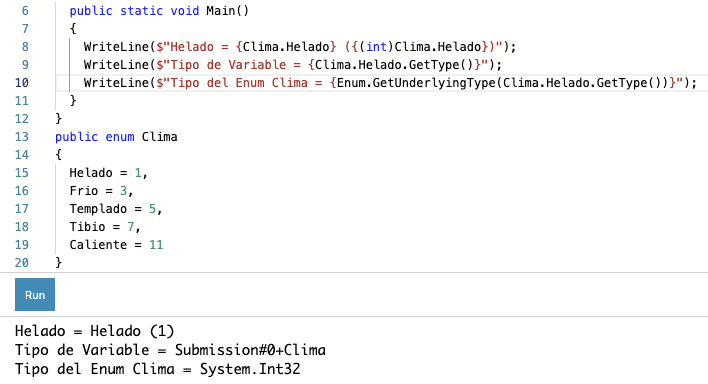 6 public static void Main()
7 {
8 WriteLine($"Helado = {Clima.Helado} ({(int)Clima.Helado})");
9 WriteLine($"Tipo de Variable = {Clima.Helado.GetType()}");
10 WriteLine($"Tipo del Enum Clima = {Enum.GetUnderlyingType(Clima.Helado.GetType())}");
11 }
12 }
13 public enum Clima
14 {
15 Helado = 1,
16 Frio = 3,
17 Templado = 5,
18 Tibio = 7,
19 Caliente = 11
20 }
Run
Helado = Helado (1)
Tipo de Variable = Submission#0+Clima
Tipo del Enum Clima = System.Int32